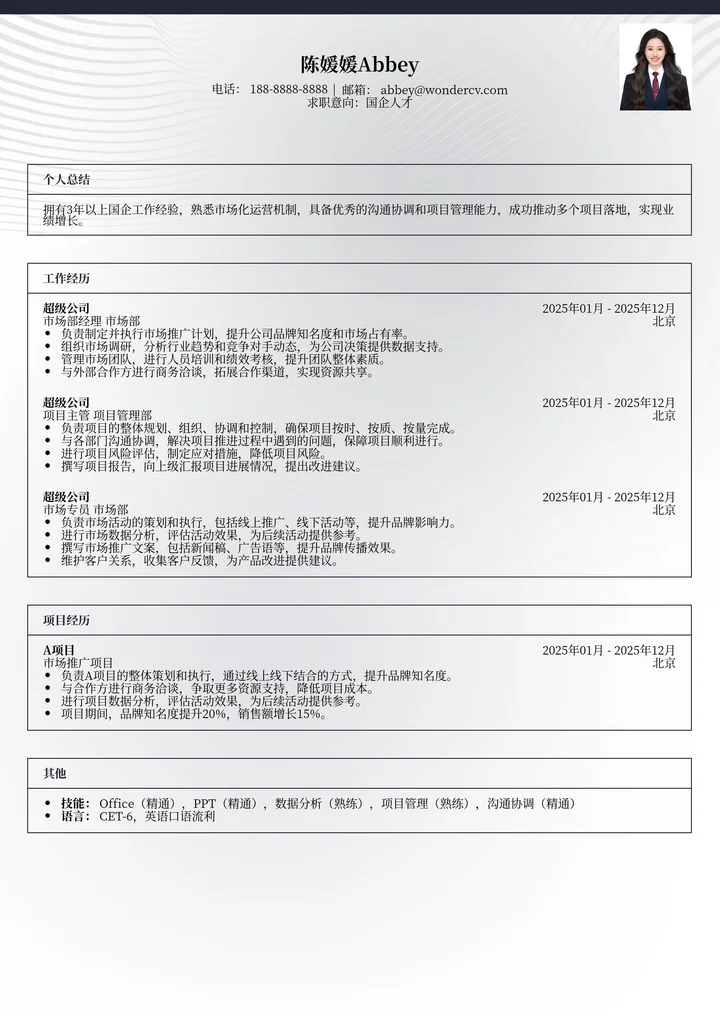 陈媛媛Abbey
电话： 188-8888-8888 | 邮箱： abbey@wondercv.com
求职意向：国企人才
个人总结
拥有3年以上国企工作经验，熟悉市场化运营机制，具备优秀的沟通协调和项目管理能力，成功推动多个项目落地，实现业
绩增长。
工作经历
超级公司 2025年01月 - 2025年12月
市场部经理 市场部 北京
• 负责制定并执行市场推广计划，提升公司品牌知名度和市场占有率。
• 组织市场调研，分析行业趋势和竞争对手动态，为公司决策提供数据支持。
• 管理市场团队，进行人员培训和绩效考核，提升团队整体素质。
• 与外部合作方进行商务洽谈，拓展合作渠道，实现资源共享。
超级公司 2025年01月 - 2025年12月
项目主管 项目管理部 北京
• 负责项目的整体规划、组织、协调和控制，确保项目按时、按质、按量完成。
• 与各部门沟通协调，解决项目推进过程中遇到的问题，保障项目顺利进行。
• 进行项目风险评估，制定应对措施，降低项目风险。
• 撰写项目报告，向上级汇报项目进展情况，提出改进建议。
超级公司 2025年01月 - 2025年12月
市场专员 市场部 北京
• 负责市场活动的策划和执行，包括线上推广、线下活动等，提升品牌影响力。
• 进行市场数据分析，评估活动效果，为后续活动提供参考。
• 撰写市场推广文案，包括新闻稿、广告语等，提升品牌传播效果。
• 维护客户关系，收集客户反馈，为产品改进提供建议。
项目经历
A项目 2025年01月 - 2025年12月
市场推广项目 北京
• 负责A项目的整体策划和执行，通过线上线下结合的方式，提升品牌知名度。
• 与合作方进行商务洽谈，争取更多资源支持，降低项目成本。
• 进行项目数据分析，评估活动效果，为后续活动提供参考。
• 项目期间，品牌知名度提升20%，销售额增长15%。
其他
• 技能： Office（精通），PPT（精通），数据分析（熟练），项目管理（熟练），沟通协调（精通）
• 语言： CET-6，英语口语流利